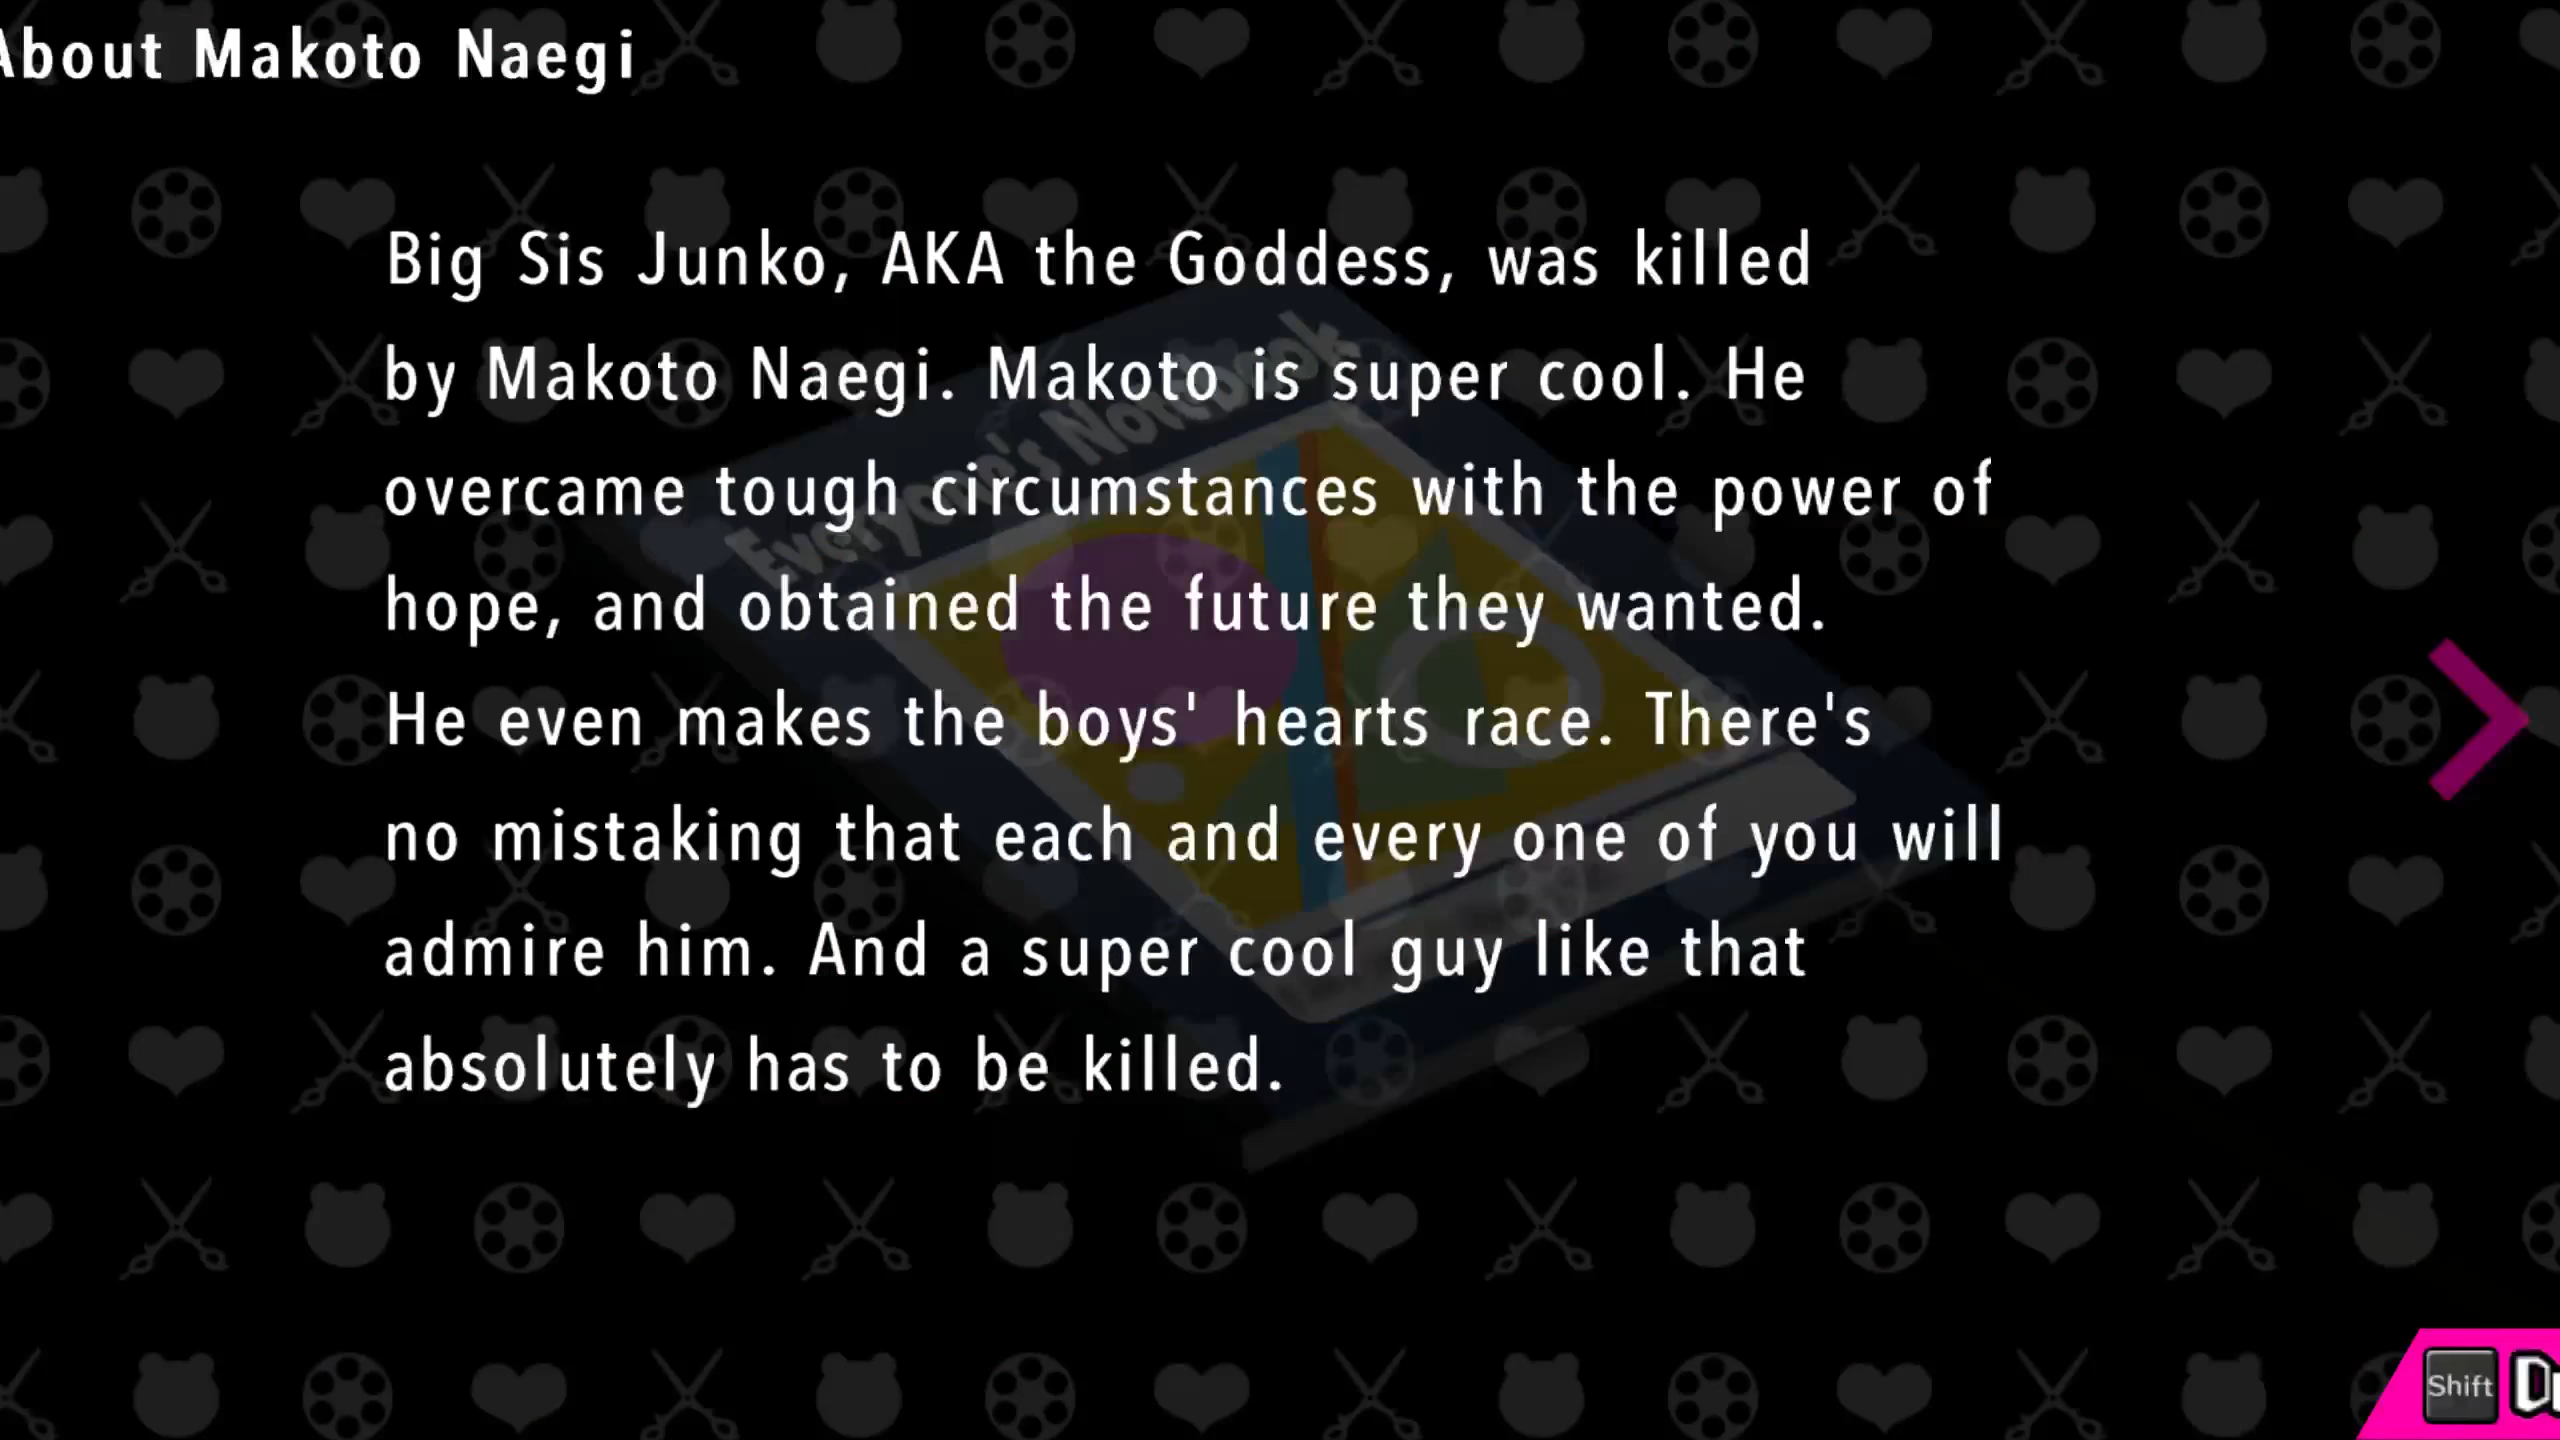 About Makoto Naegi
Big Sis Junko, AKA the Goddess, was killed
by Makoto Naegi. Makoto is super cool. He
overcame tough circumstances with the power of
hope, and obtained the future they wanted.
He even makes the boys' hearts race. There's
no mistaking that each and every one of you will
admire him. And a super cool guy like that
absolutely has to be killed.
Everyone's Notebook
Shift